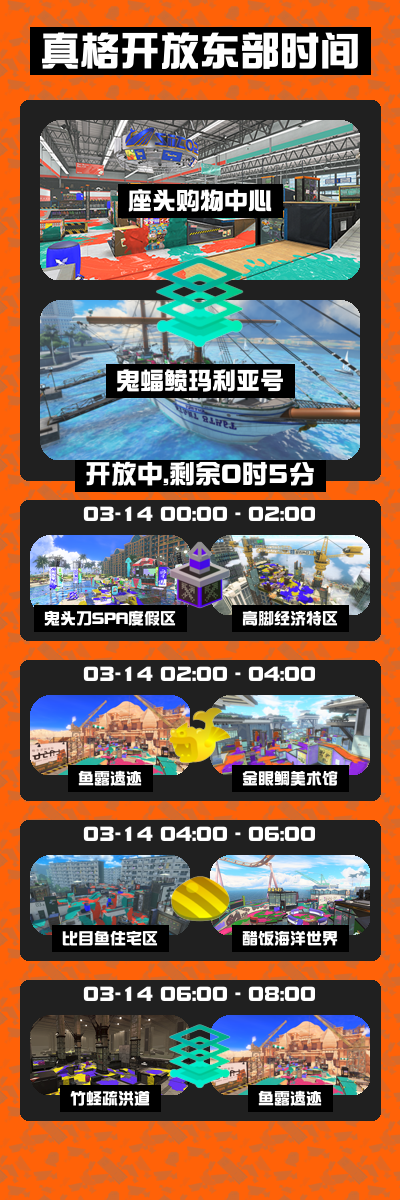 真格开放东部时间
座头购物中心
鬼蝠鲼玛利亚号
开放中,剩余0时5分
03-14 00:00 - 02:00
鬼头刀SPA度假区
高脚经济特区
03-14 02:00 - 04:00
鱼露遗迹
金眼鲷美术馆
03-14 04:00 - 06:00
比目鱼住宅区
醋饭海洋世界
03-14 06:00 - 08:00
竹蛏疏洪道
鱼露遗迹